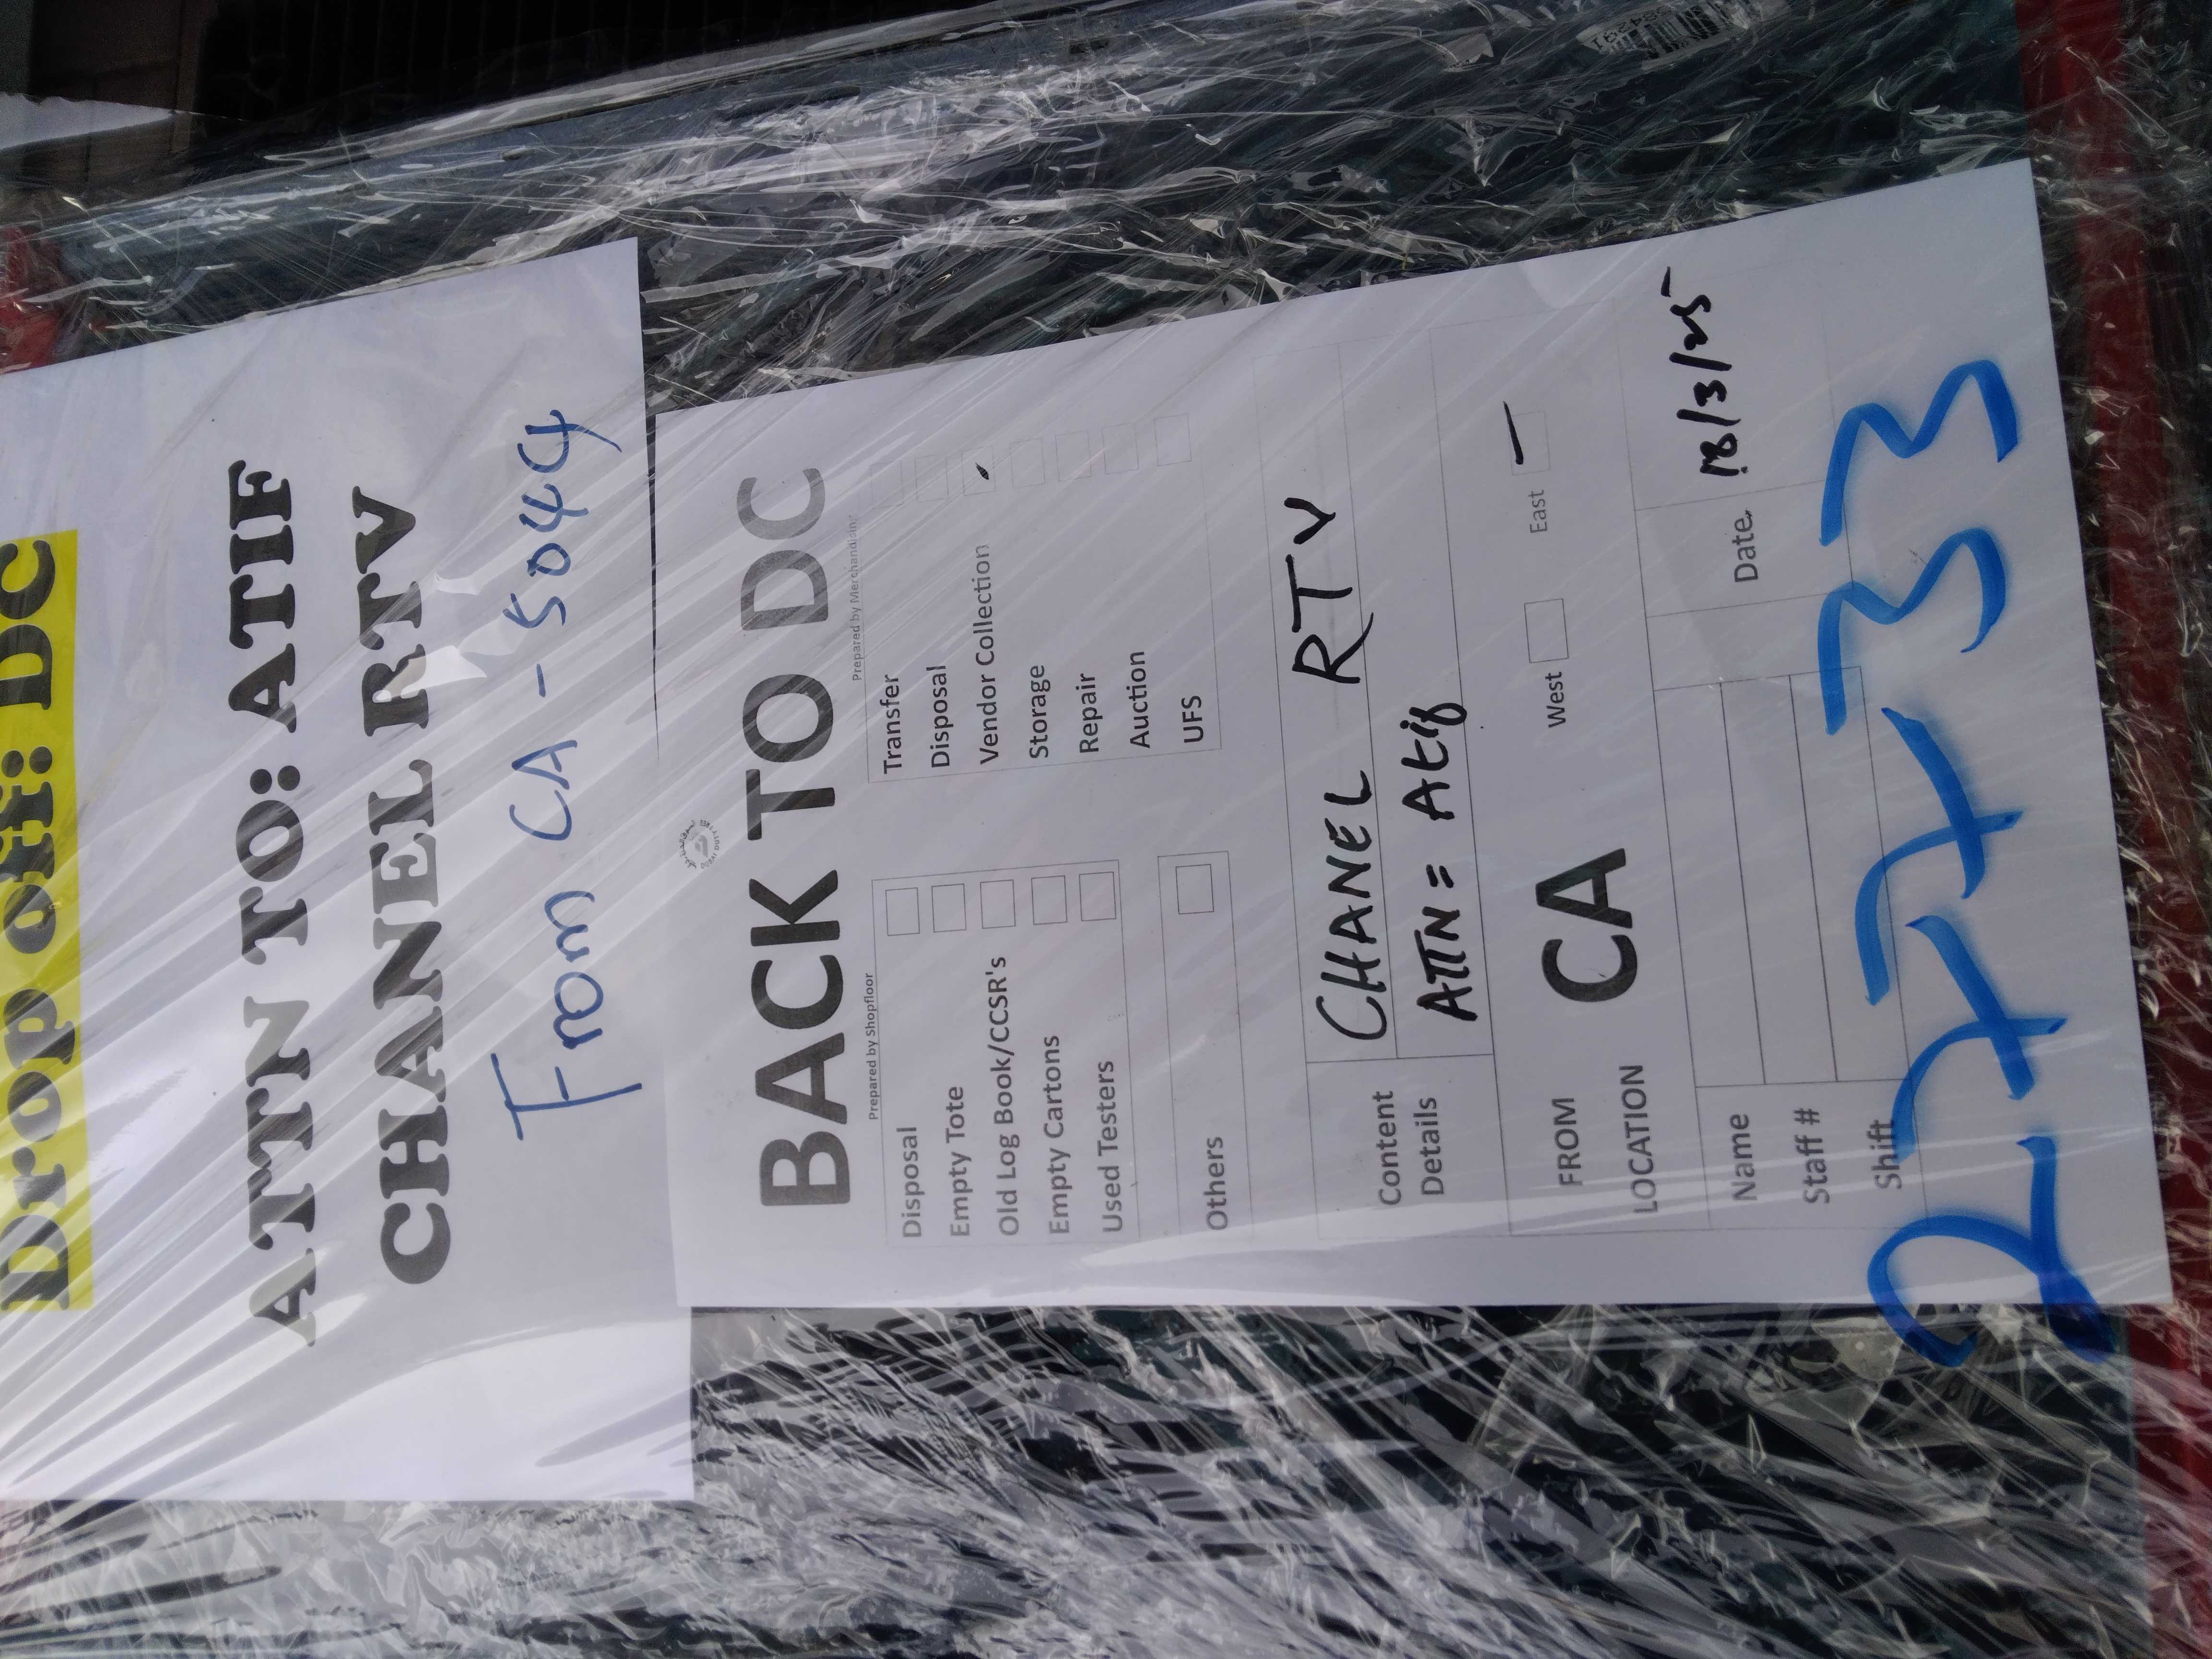 Drop off: DC
ATTN TO: ATIF
CHANEL RTV
From CA - 5044
BACK TO DC
Prepared by Shopfloor
Disposal
Empty Tote
Old Log Book/CCSR's
Empty Cartons
Used Testers
Others
Prepared by Merchandising
Transfer
Disposal
Vendor Collection
Storage
Repair
Auction
UFS
Content Details
CHANEL RTV
ATTN = Atif
FROM LOCATION
CA
West
East
Name
Staff #
Shift
Date
18/3/25
27733